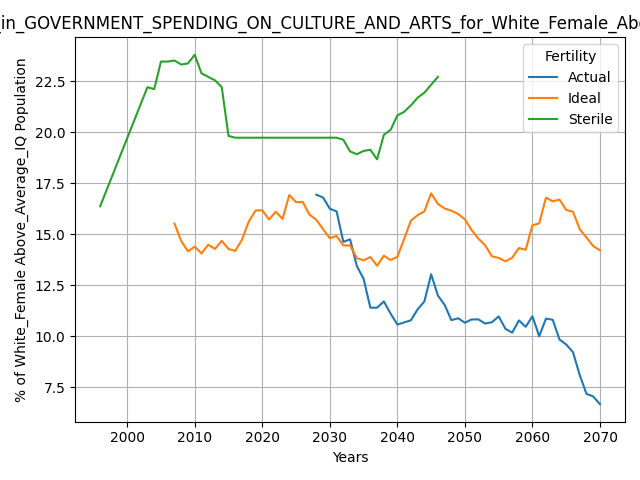 _in_GOVERNMENT_SPENDING_ON_CULTURE_AND_ARTS_for_White_Female_Abo
% of White_Female Above_Average_IQ Population
22.5
20.0
17.5
15.0
12.5
10.0
7.5
Fertility
Actual
Ideal
Sterile
2000 2010 2020 2030 2040 2050 2060 2070
Years